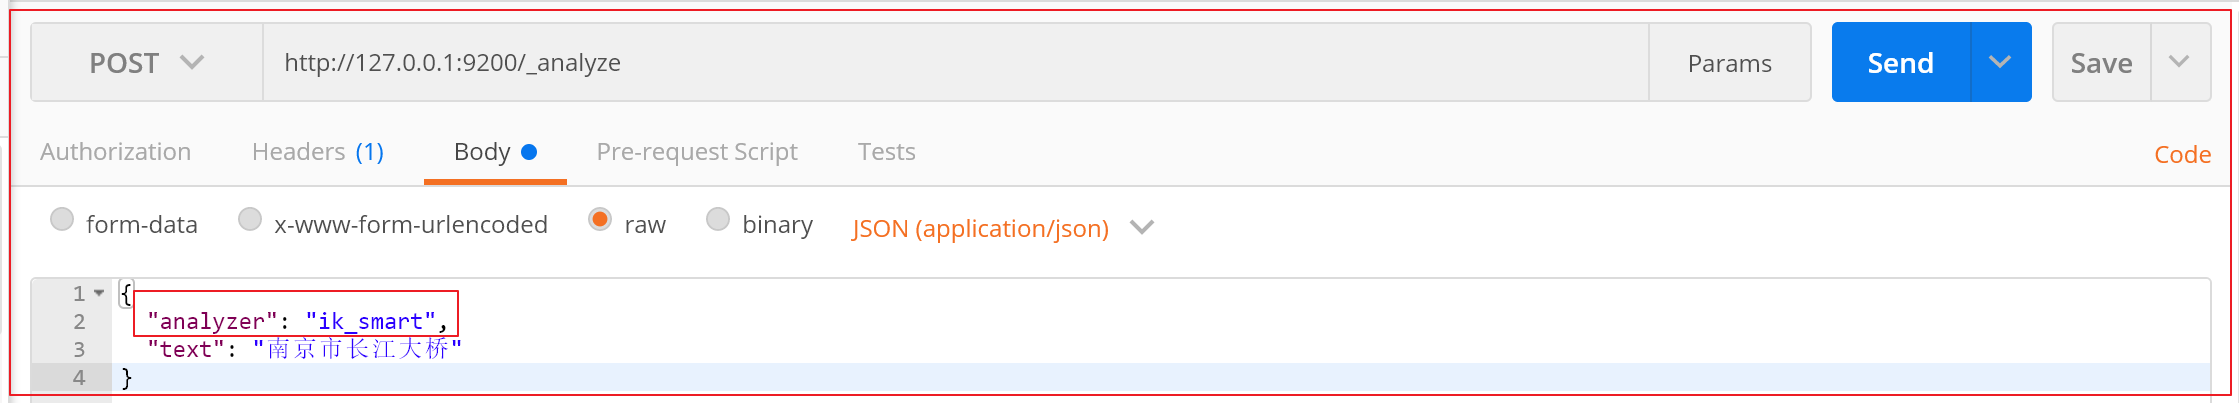 POST http://127.0.0.1:9200/_analyze Params Send Save
Authorization Headers (1) Body Pre-request Script Tests Code
form-data x-www-form-urlencoded raw binary JSON (application/json)
1 {
2 "analyzer": "ik_smart",
3 "text": "南京市长江大桥"
4 }